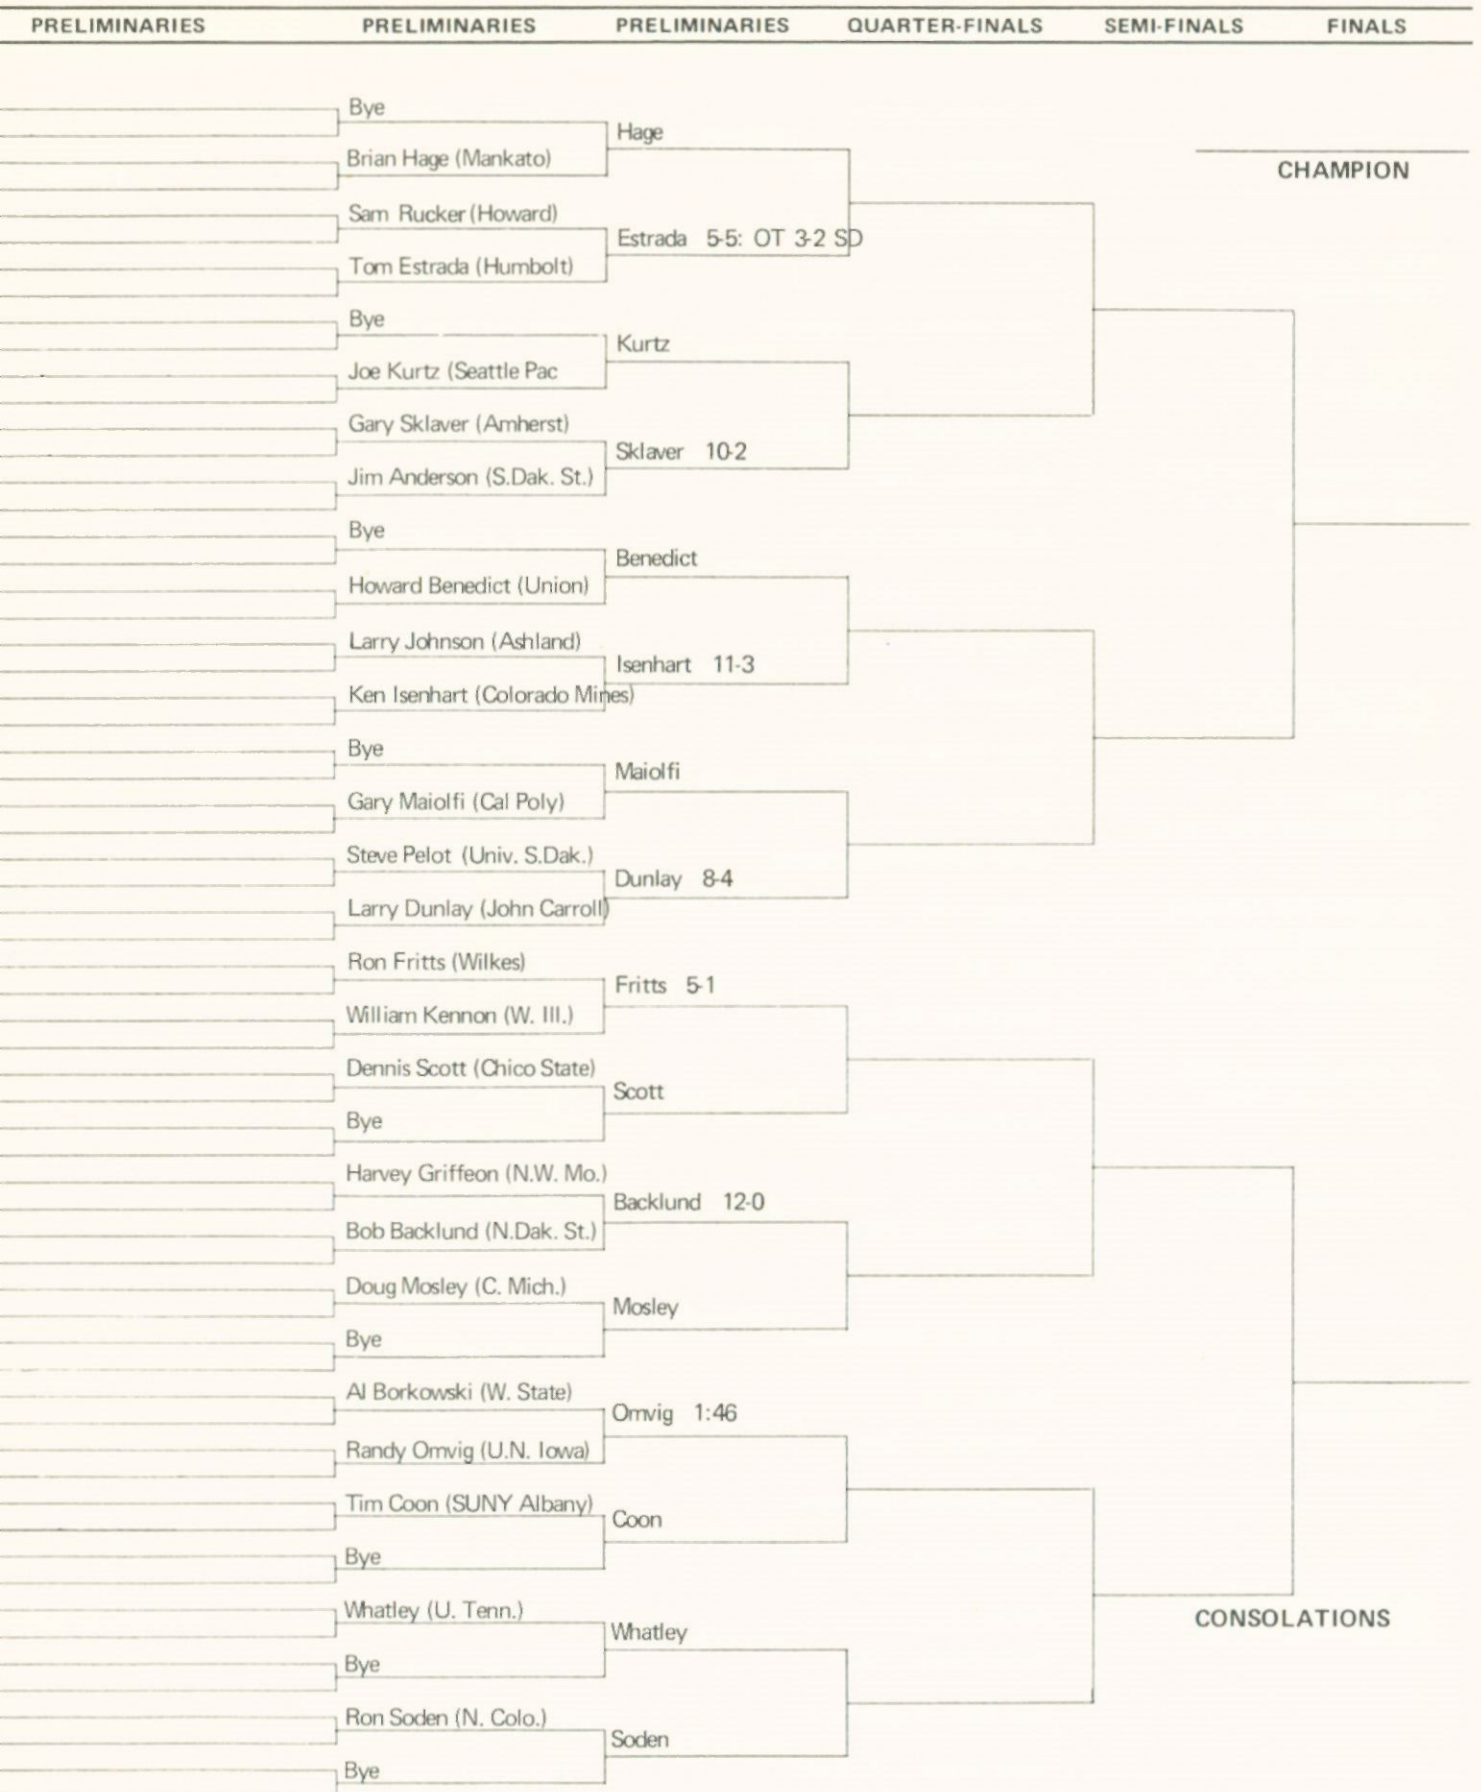 PRELIMINARIES PRELIMINARIES PRELIMINARIES QUARTER-FINALS SEMI-FINALS FINALS
Bye
Hage
Brian Hage (Mankato)
CHAMPION
Sam Rucker (Howard)
Estrada 5-5: OT 3-2 SD
Tom Estrada (Humbolt)
Bye
Kurtz
Joe Kurtz (Seattle Pac
Gary Sklaver (Amherst)
Sklaver 10-2
Jim Anderson (S.Dak. St.)
Bye
Benedict
Howard Benedict (Union)
Larry Johnson (Ashland)
Isenhart 11-3
Ken Isenhart (Colorado Mines)
Bye
Maiolfi
Gary Maiolfi (Cal Poly)
Steve Pelot (Univ. S.Dak.)
Dunlay 8-4
Larry Dunlay (John Carroll)
Ron Fritts (Wilkes)
Fritts 5-1
William Kennon (W. Ill.)
Dennis Scott (Chico State)
Scott
Bye
Harvey Griffeon (N.W. Mo.)
Backlund 12-0
Bob Backlund (N.Dak. St.)
Doug Mosley (C. Mich.)
Mosley
Bye
Al Borkowski (W. State)
Omvig 1:46
Randy Omvig (U.N. Iowa)
Tim Coon (SUNY Albany)
Coon
Bye
Whatley (U. Tenn.)
CONSOLATIONS
Whatley
Bye
Ron Soden (N. Colo.)
Soden
Bye